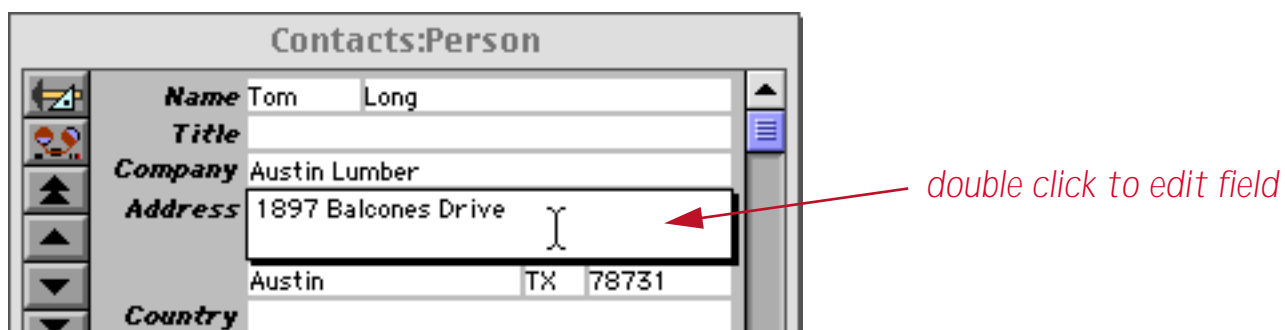 Contacts:Person
Name Tom Long
Title
Company Austin Lumber
Address 1897 Balcones Drive
double click to edit field
Austin TX 78731
Country